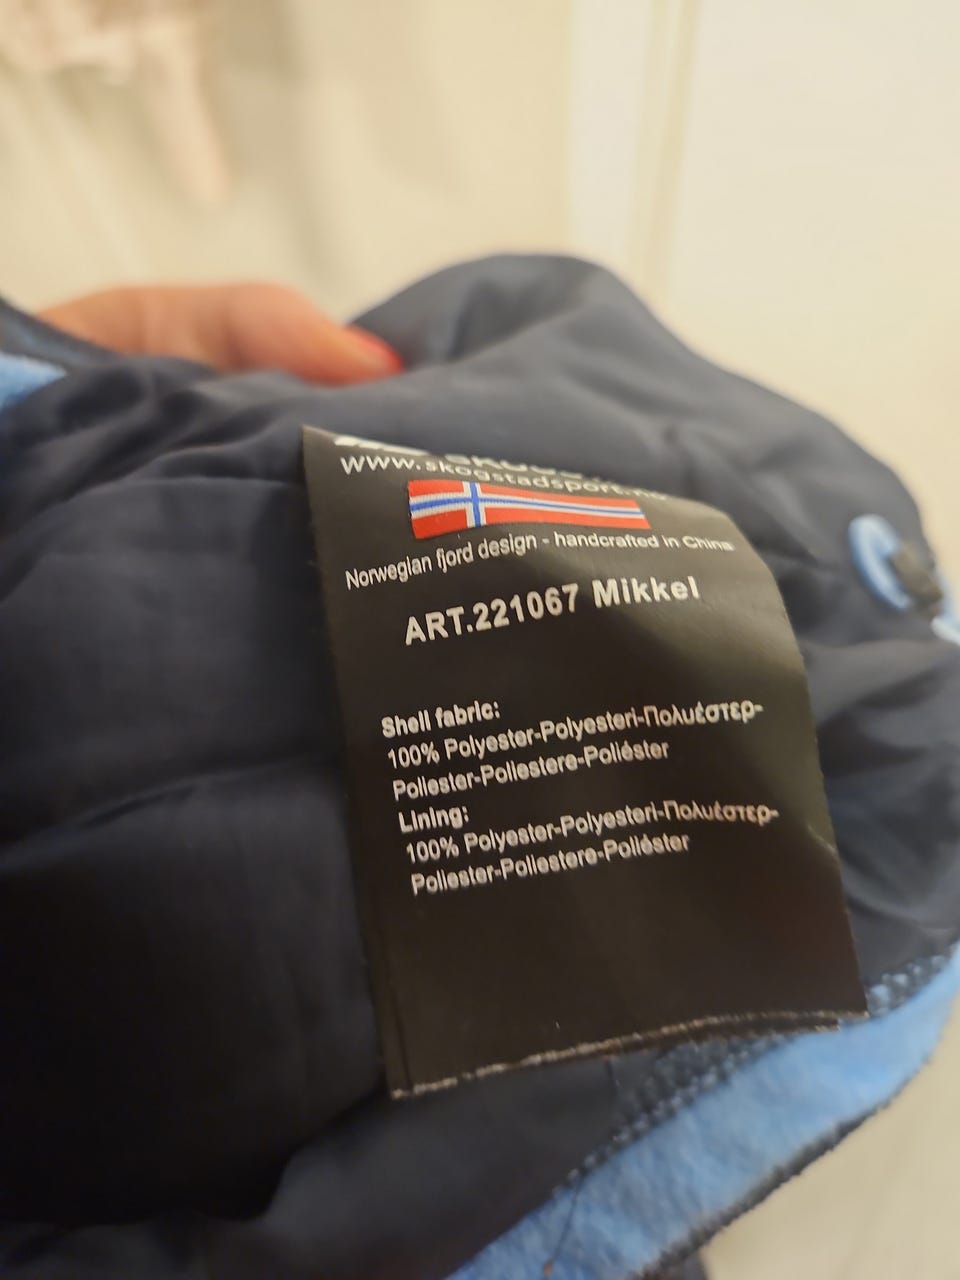 www.skogstadsport.no
Norwegian fjord design - handcrafted in China
ART.221067 Mikkel
Shell fabric:
100% Polyester-Polyesteri-Πολυέστερ-
Poliester-Poliestere-Poliéster
Lining:
100% Polyester-Polyesteri-Πολυέστερ-
Poliester-Poliestere-Poliéster